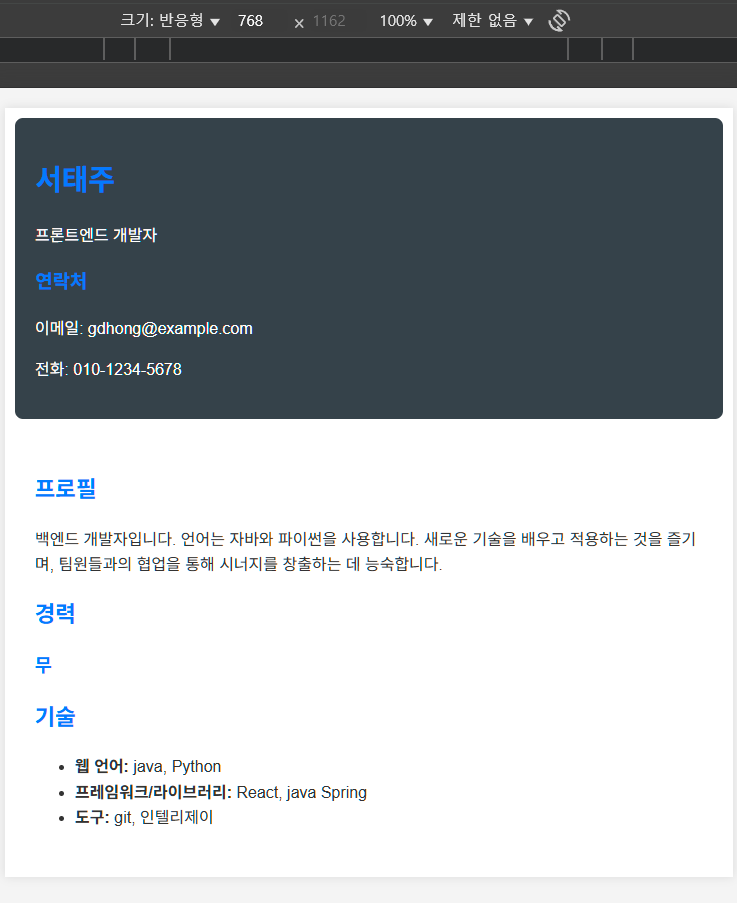 크기: 반응형 ▼ 768 × 1162 100% ▼ 제한 없음 ▼
서태주
프론트엔드 개발자
연락처
이메일: gdhong@example.com
전화: 010-1234-5678
프로필
백엔드 개발자입니다. 언어는 자바와 파이썬을 사용합니다. 새로운 기술을 배우고 적용하는 것을 즐기
며, 팀원들과의 협업을 통해 시너지를 창출하는 데 능숙합니다.
경력
무
기술
• 웹 언어: java, Python
• 프레임워크/라이브러리: React, java Spring
• 도구: git, 인텔리제이